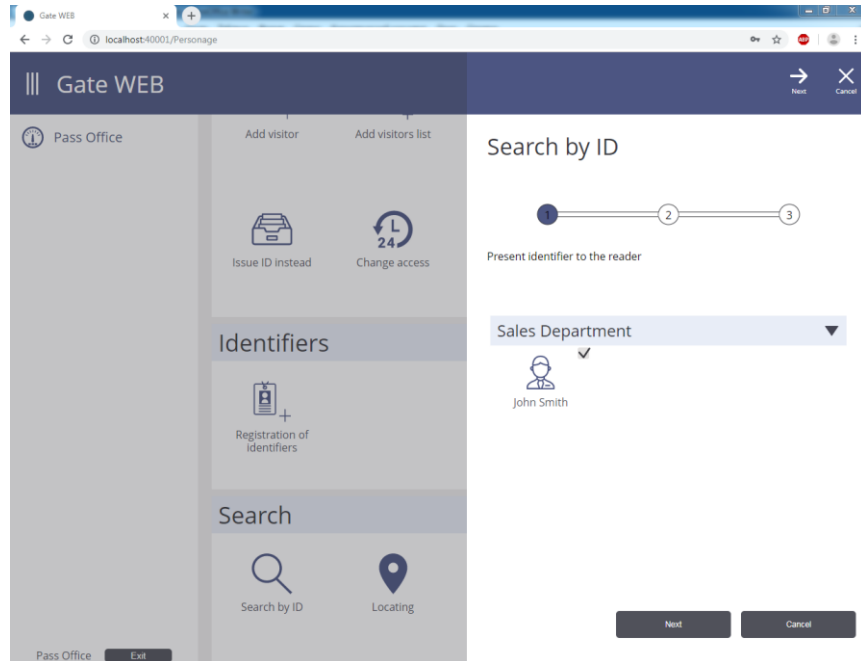 Gate WEB
localhost:40001/Personage
ABP
Gate WEB
Next
Cancel
Pass Office
Add visitor
Add visitors list
Issue ID instead
L
24
Change access
Identifiers
Registration of
identifiers
Search
Search by ID
Locating
Pass Office
Exit
Search by ID
1
2
3
Present identifier to the reader
Sales Department
John Smith
Next
Cancel